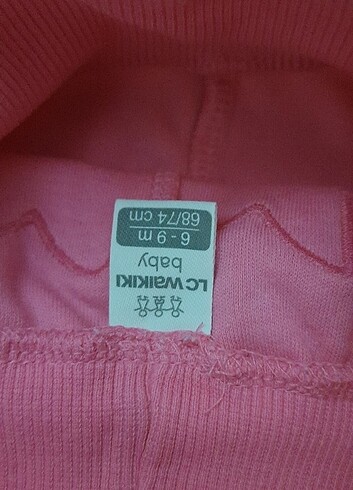 LC WAIKIKI
baby
6 - 9 m
68/74 cm